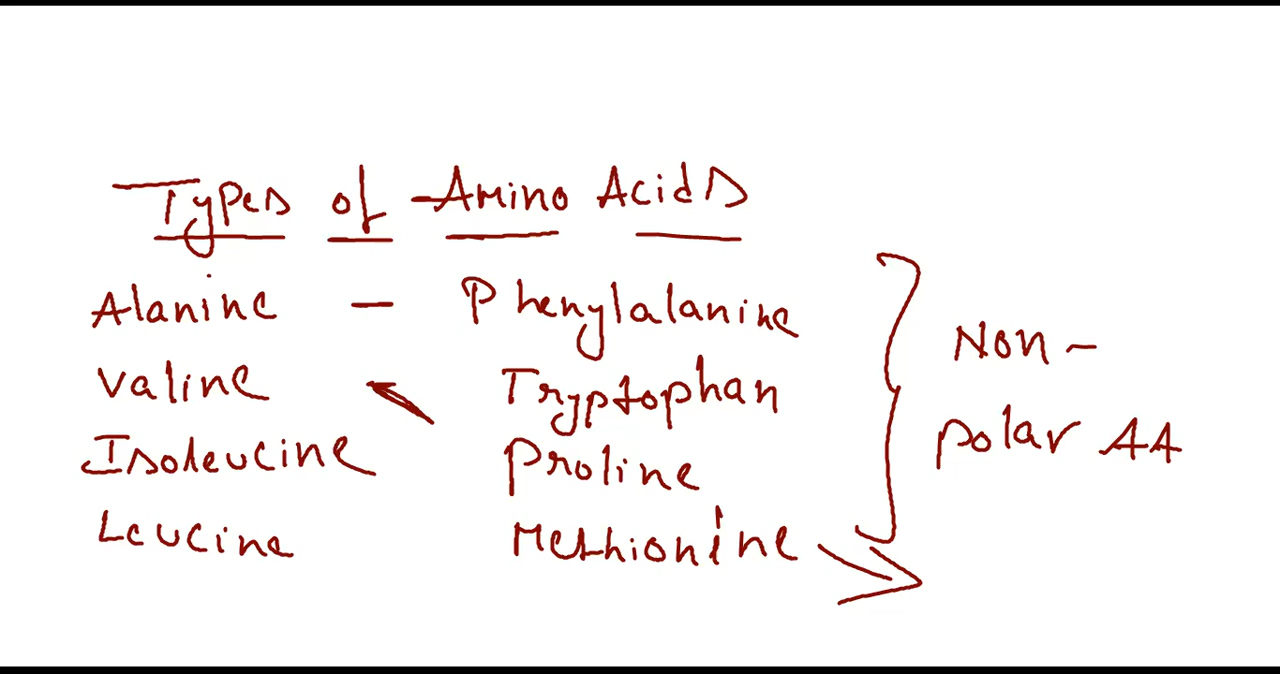 Types of Amino Acids
Alanine - Phenylalanine
Valine Tryptophan
Isoleucine Proline
Leucine Methionine
Non-
polar AA